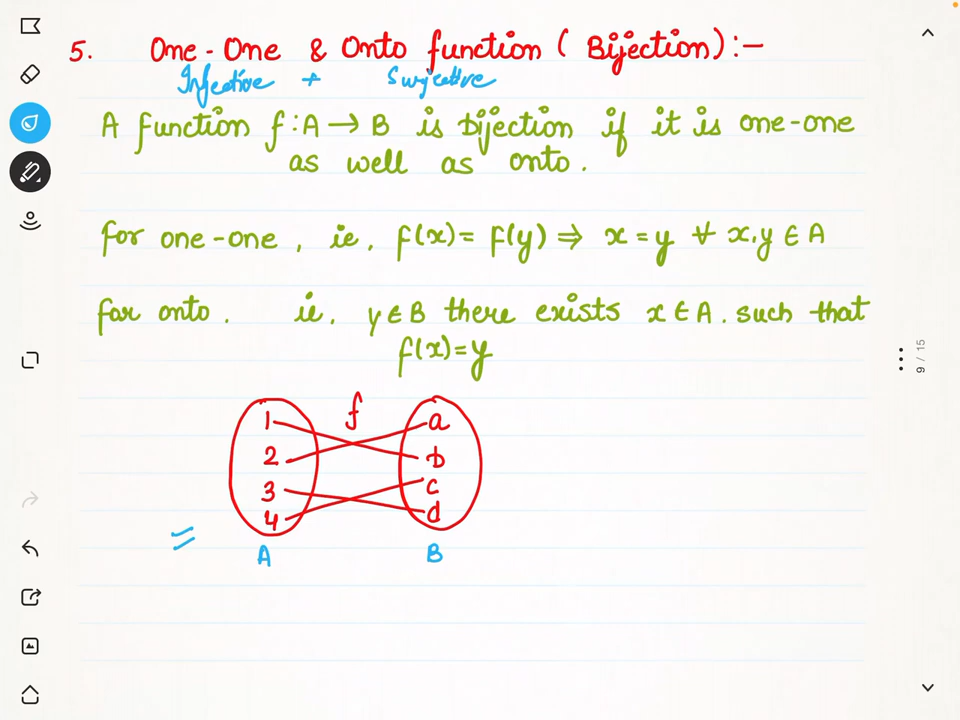 5. One-One & Onto function (Bijection):-
Injective + Surjective
A function f:A→B is bijection if it is one-one
as well as onto.
for one-one, ie, f(x)=f(y)⇒ x=y ∀ x,y∈A
for onto. ie. y∈B there exists x∈A. such that
f(x)=y
f
1 a
2 b
3 c
4 d
=
A B
9 / 15